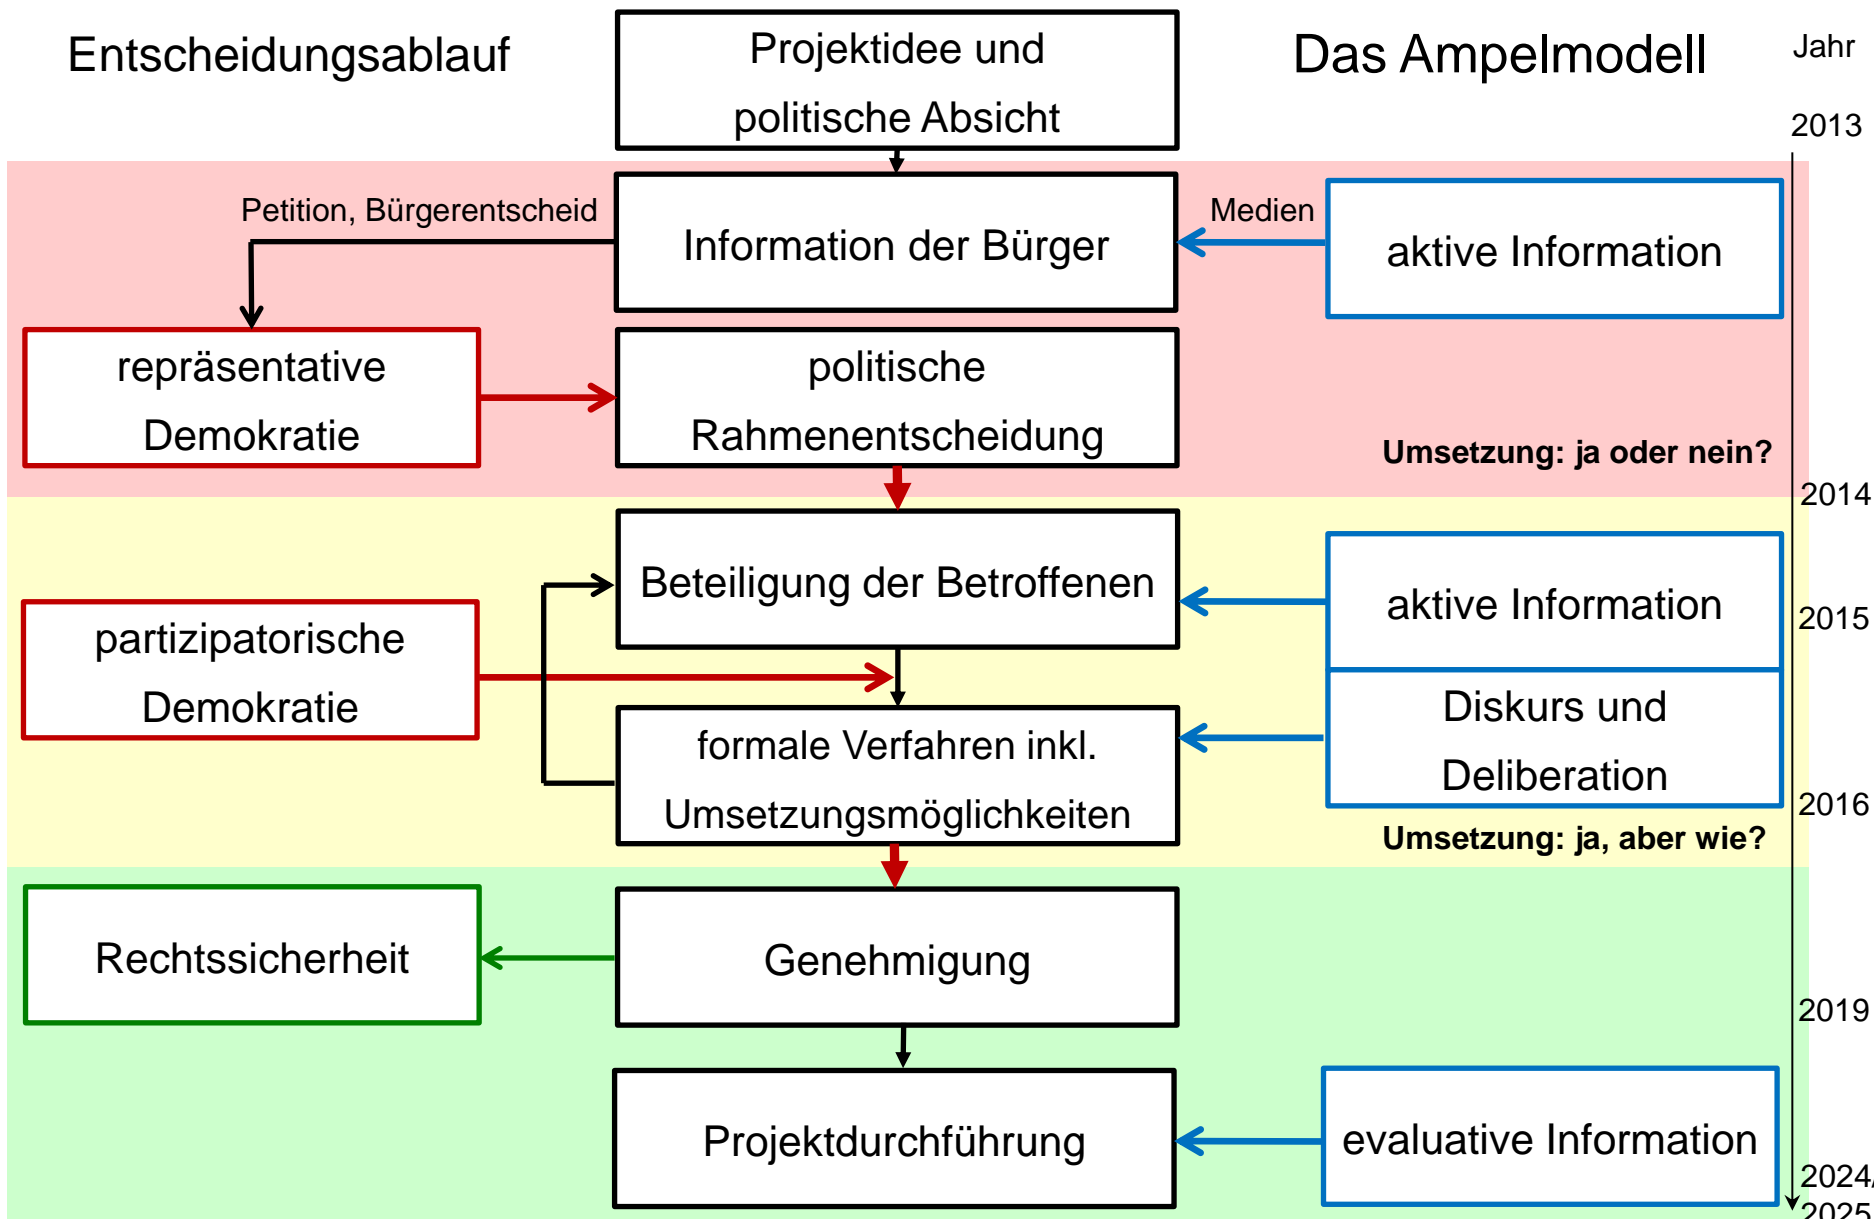 Entscheidungsablauf
Projektidee und
politische Absicht
Das Ampelmodell
Jahr
2013
Petition, Bürgerentscheid
Information der Bürger
Medien
aktive Information
repräsentative
Demokratie
politische
Rahmenentscheidung
Umsetzung: ja oder nein?
2014
Beteiligung der Betroffenen
aktive Information
2015
partizipatorische
Demokratie
formale Verfahren inkl.
Umsetzungsmöglichkeiten
Diskurs und
Deliberation
2016
Umsetzung: ja, aber wie?
Rechtssicherheit
Genehmigung
2019
Projektdurchführung
evaluative Information
2024/
2025